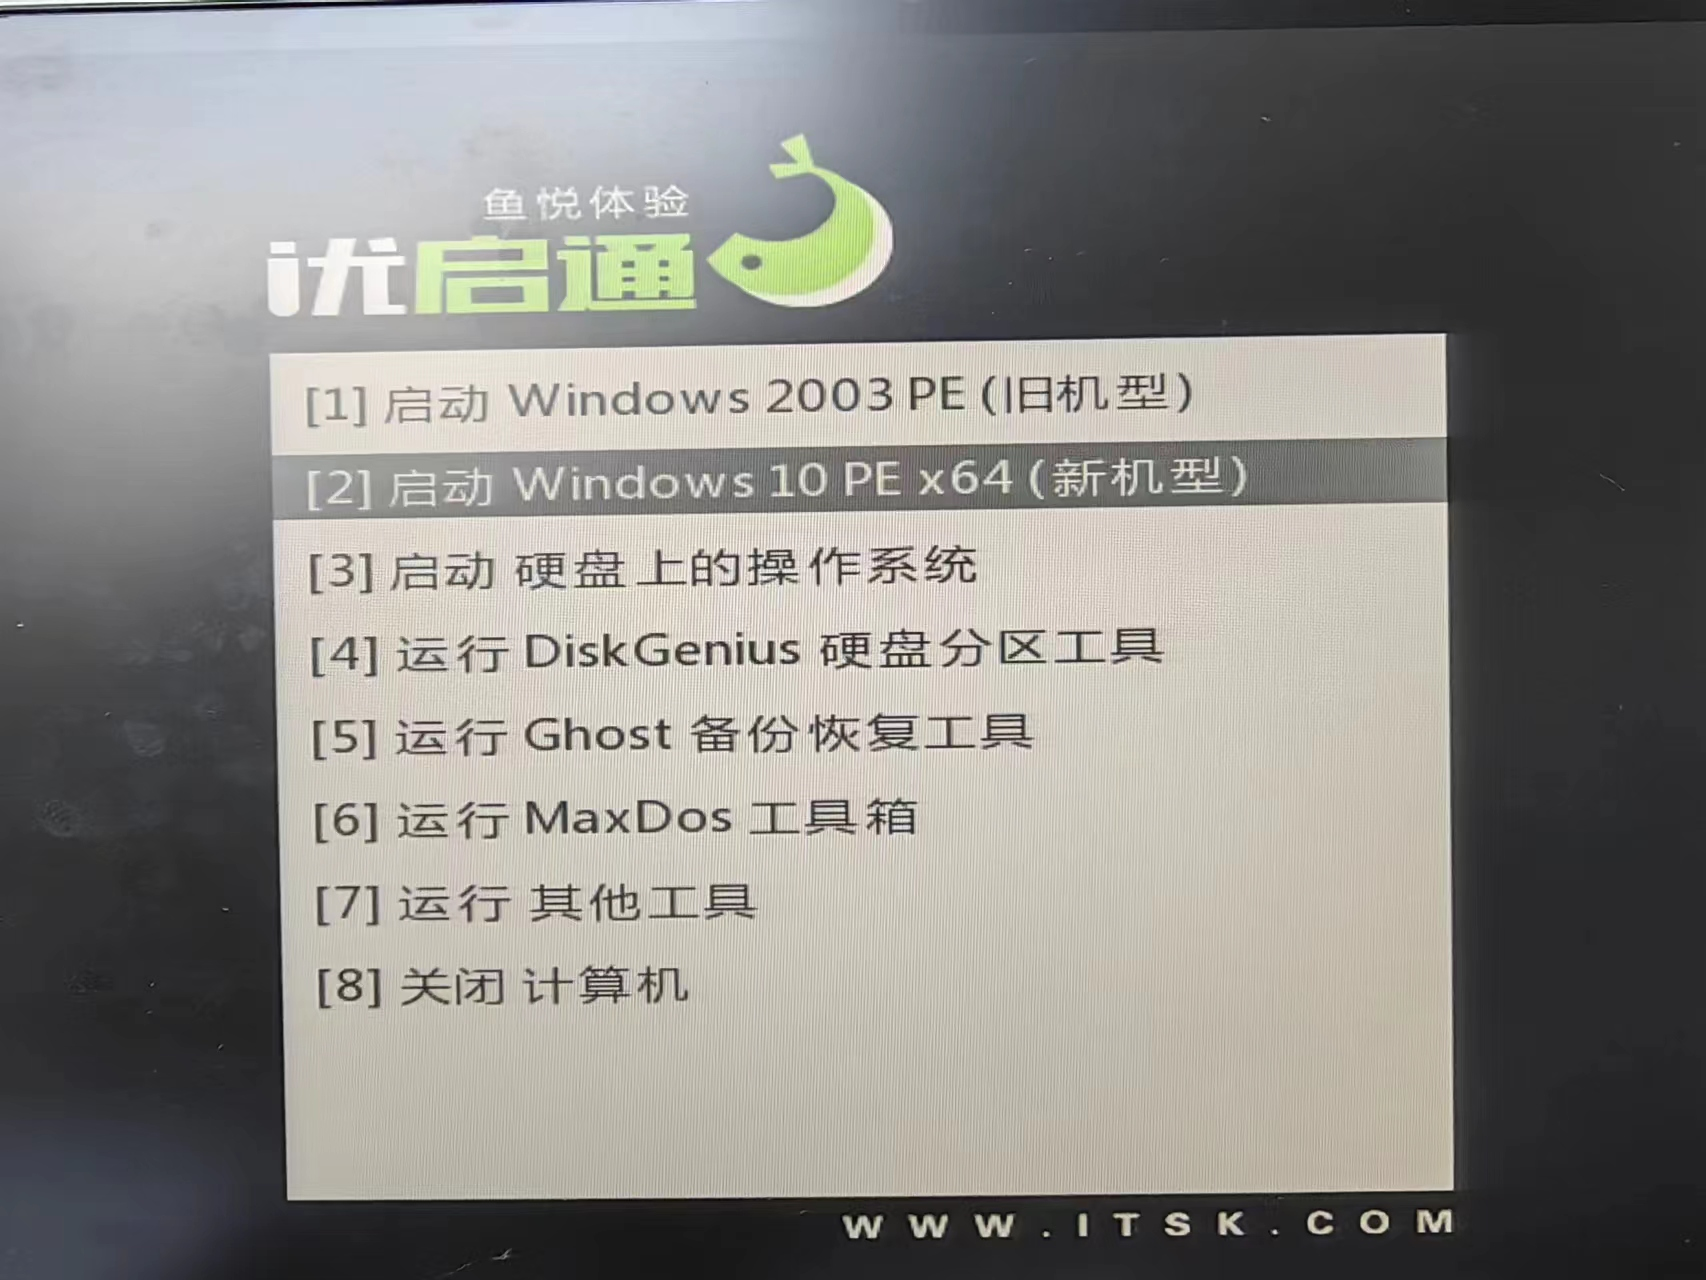 鱼悦体验
i优启通
[1] 启动 Windows 2003 PE (旧机型)
[2] 启动 Windows 10 PE x64 (新机型)
[3] 启动 硬盘上的操作系统
[4] 运行 DiskGenius 硬盘分区工具
[5] 运行 Ghost 备份恢复工具
[6] 运行 MaxDos 工具箱
[7] 运行 其他工具
[8] 关闭 计算机
WWW.ITSK.COM